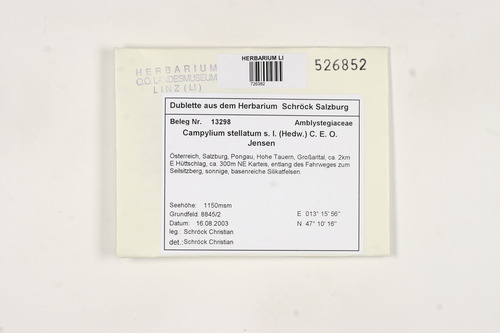 HERBARIUM
O.Ö. LANDESMUSEUM
LINZ (LI)
HERBARIUM LI
526852
Dublette aus dem Herbarium Schröck Salzburg
Beleg Nr. 13298 Amblystegiaceae
Campylium stellatum s. l. (Hedw.) C. E. O.
Jensen
Österreich, Salzburg, Pongau, Hohe Tauern, Großarltal, ca. 2km
E Hüttschlag, ca. 300m NE Karteis, entlang des Fahrweges zum
Seilsitzberg, sonnige, basenreiche Silikatfelsen.
Seehöhe: 1150msm
Grundfeld 8845/2 E 013° 15' 56"
Datum: 16.08.2003 N 47° 10' 16"
leg.: Schröck Christian
det.: Schröck Christian